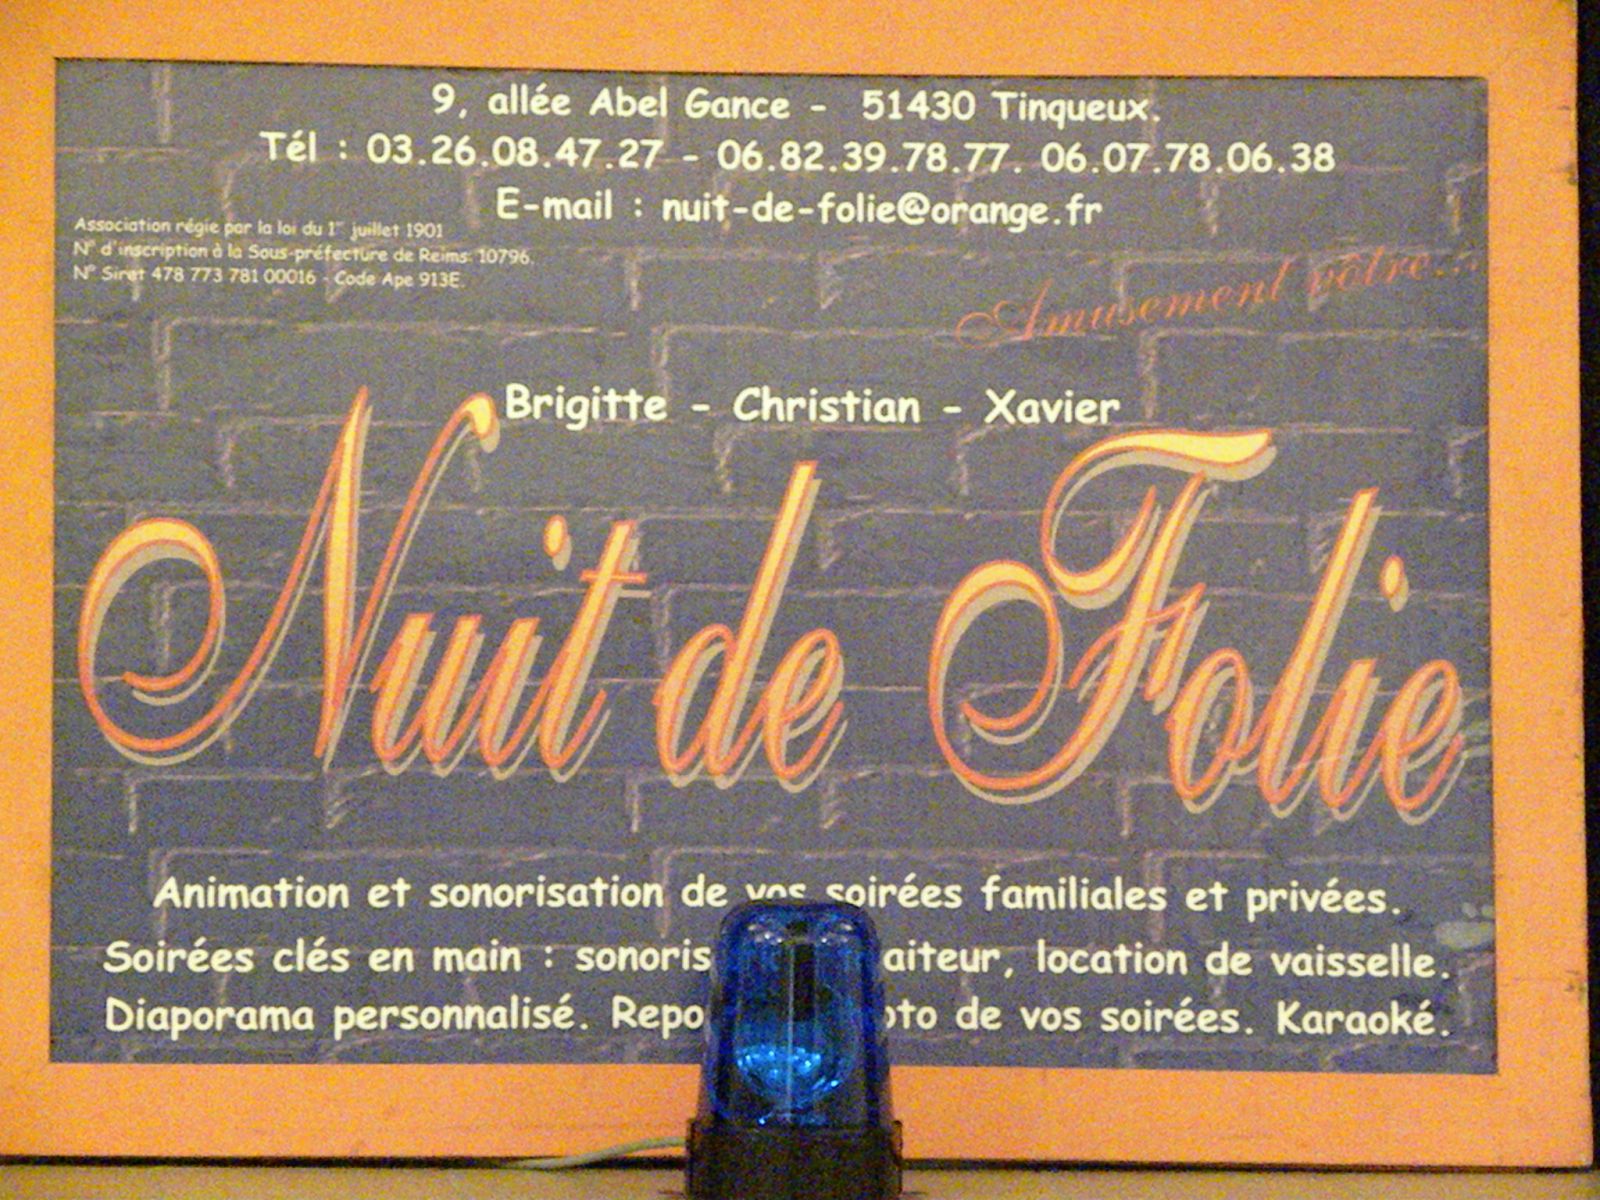 9, allée Abel Gance - 51430 Tinqueux.
Tél : 03.26.08.47.27 - 06.82.39.78.77. 06.07.78.06.38
E-mail : nuit-de-folie@orange.fr
Association régie par la loi du 1er juillet 1901
N° d'inscription à la Sous-préfecture de Reims: 10796.
N° Siret 478 773 781 00016 - Code Ape 913E.
Amusement vôtre...
Brigitte - Christian - Xavier
Nuit de Folie
Animation et sonorisation de vos soirées familiales et privées.
Soirées clés en main : sonoris aiteur, location de vaisselle.
Diaporama personnalisé. Repo oto de vos soirées. Karaoké.